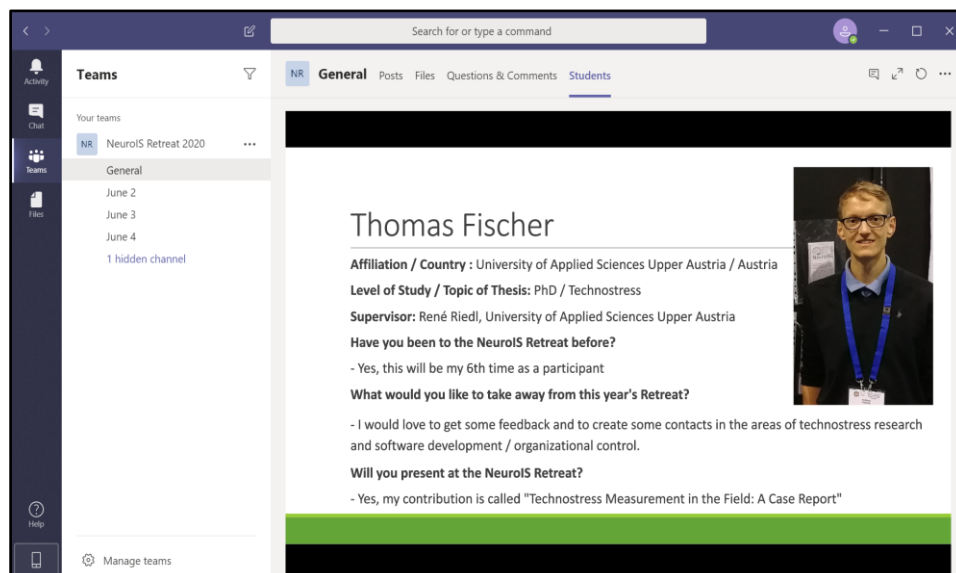 Search for or type a command
Activity
Chat
Teams
Files
Help
Teams
Your teams
NR NeuroIS Retreat 2020
General
June 2
June 3
June 4
1 hidden channel
Manage teams
NR General Posts Files Questions & Comments Students
Thomas Fischer
Affiliation / Country : University of Applied Sciences Upper Austria / Austria
Level of Study / Topic of Thesis: PhD / Technostress
Supervisor: René Riedl, University of Applied Sciences Upper Austria
Have you been to the NeuroIS Retreat before?
- Yes, this will be my 6th time as a participant
What would you like to take away from this year's Retreat?
- I would love to get some feedback and to create some contacts in the areas of technostress research
and software development / organizational control.
Will you present at the NeuroIS Retreat?
- Yes, my contribution is called "Technostress Measurement in the Field: A Case Report"